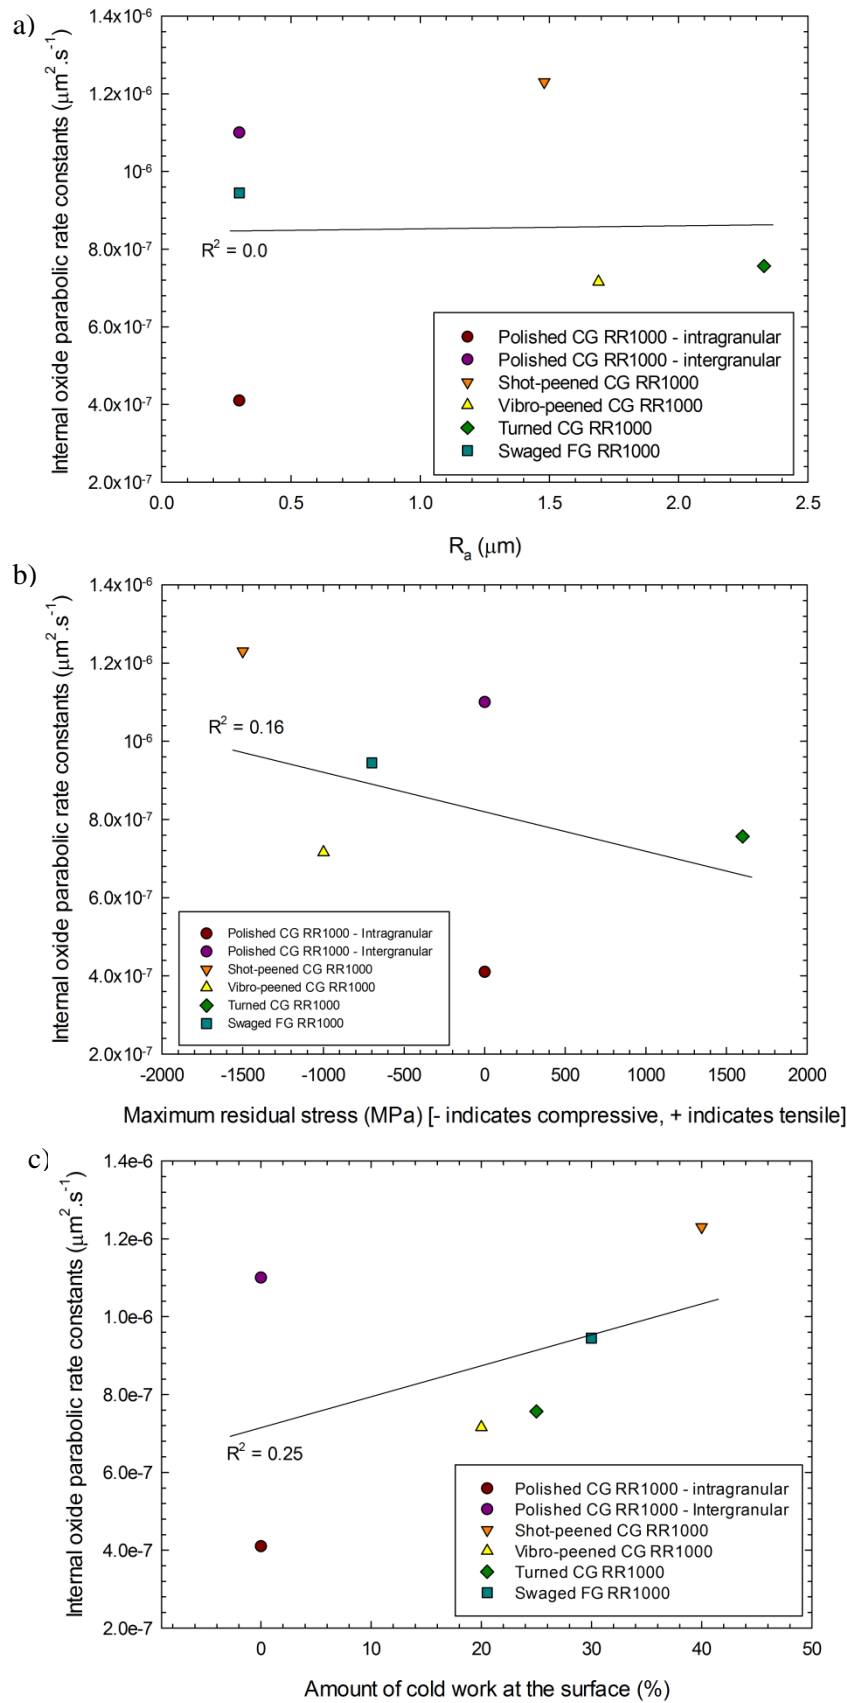 a)
Internal oxide parabolic rate constants (μm².s⁻¹)
1.4x10⁻⁶
1.2x10⁻⁶
10⁻⁶
8.0x10⁻⁷
6.0x10⁻⁷
4.0x10⁻⁷
2.0x10⁻⁷
R² = 0.0
Polished CG RR1000 - intragranular
Polished CG RR1000 - intergranular
Shot-peened CG RR1000
Vibro-peened CG RR1000
Turned CG RR1000
Swaged FG RR1000
0.0 0.5 1.0 1.5 2.0 2.5
Rₐ (μm)
b)
Internal oxide parabolic rate constants (μm².s⁻¹)
1.4x10⁻⁶
1.2x10⁻⁶
10⁻⁶
8.0x10⁻⁷
6.0x10⁻⁷
4.0x10⁻⁷
2.0x10⁻⁷
R² = 0.16
Polished CG RR1000 - Intragranular
Polished CG RR1000 - Intergranular
Shot-peened CG RR1000
Vibro-peened CG RR1000
Turned CG RR1000
Swaged FG RR1000
-2000 -1500 -1000 -500 0 500 1000 1500 2000
Maximum residual stress (MPa) [- indicates compressive, + indicates tensile]
c)
Internal oxide parabolic rate constants (μm².s⁻¹)
1.4e-6
1.2e-6
1.0e-6
8.0e-7
6.0e-7
4.0e-7
2.0e-7
R² = 0.25
Polished CG RR1000 - intragranular
Polished CG RR1000 - Intergranular
Shot-peened CG RR1000
Vibro-peened CG RR1000
Turned CG RR1000
Swaged FG RR1000
0 10 20 30 40 50
Amount of cold work at the surface (%)